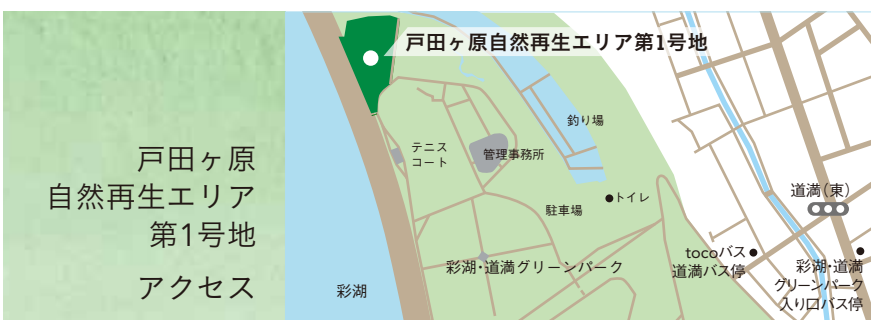 戸田ヶ原
自然再生エリア
第1号地
アクセス
戸田ヶ原自然再生エリア第1号地
釣り場
テニス
コート
管理事務所
トイレ
駐車場
道満(東)
tocoバス
道満バス停
彩湖・道満グリーンパーク
彩湖
彩湖・道満
グリーンパーク
入り口バス停